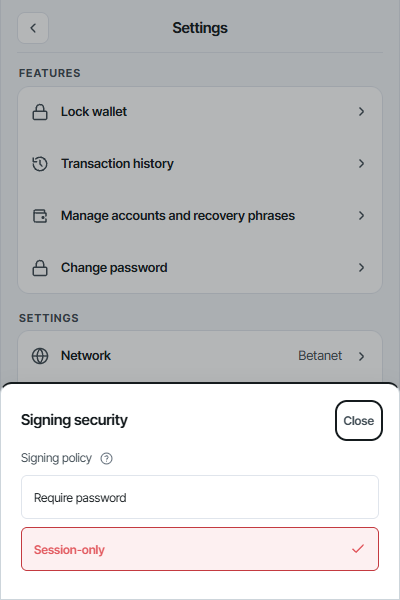 Settings
FEATURES
Lock wallet
Transaction history
Manage accounts and recovery phrases
Change password
SETTINGS
Network Betanet
Signing security Close
Signing policy ?
Require password
Session-only